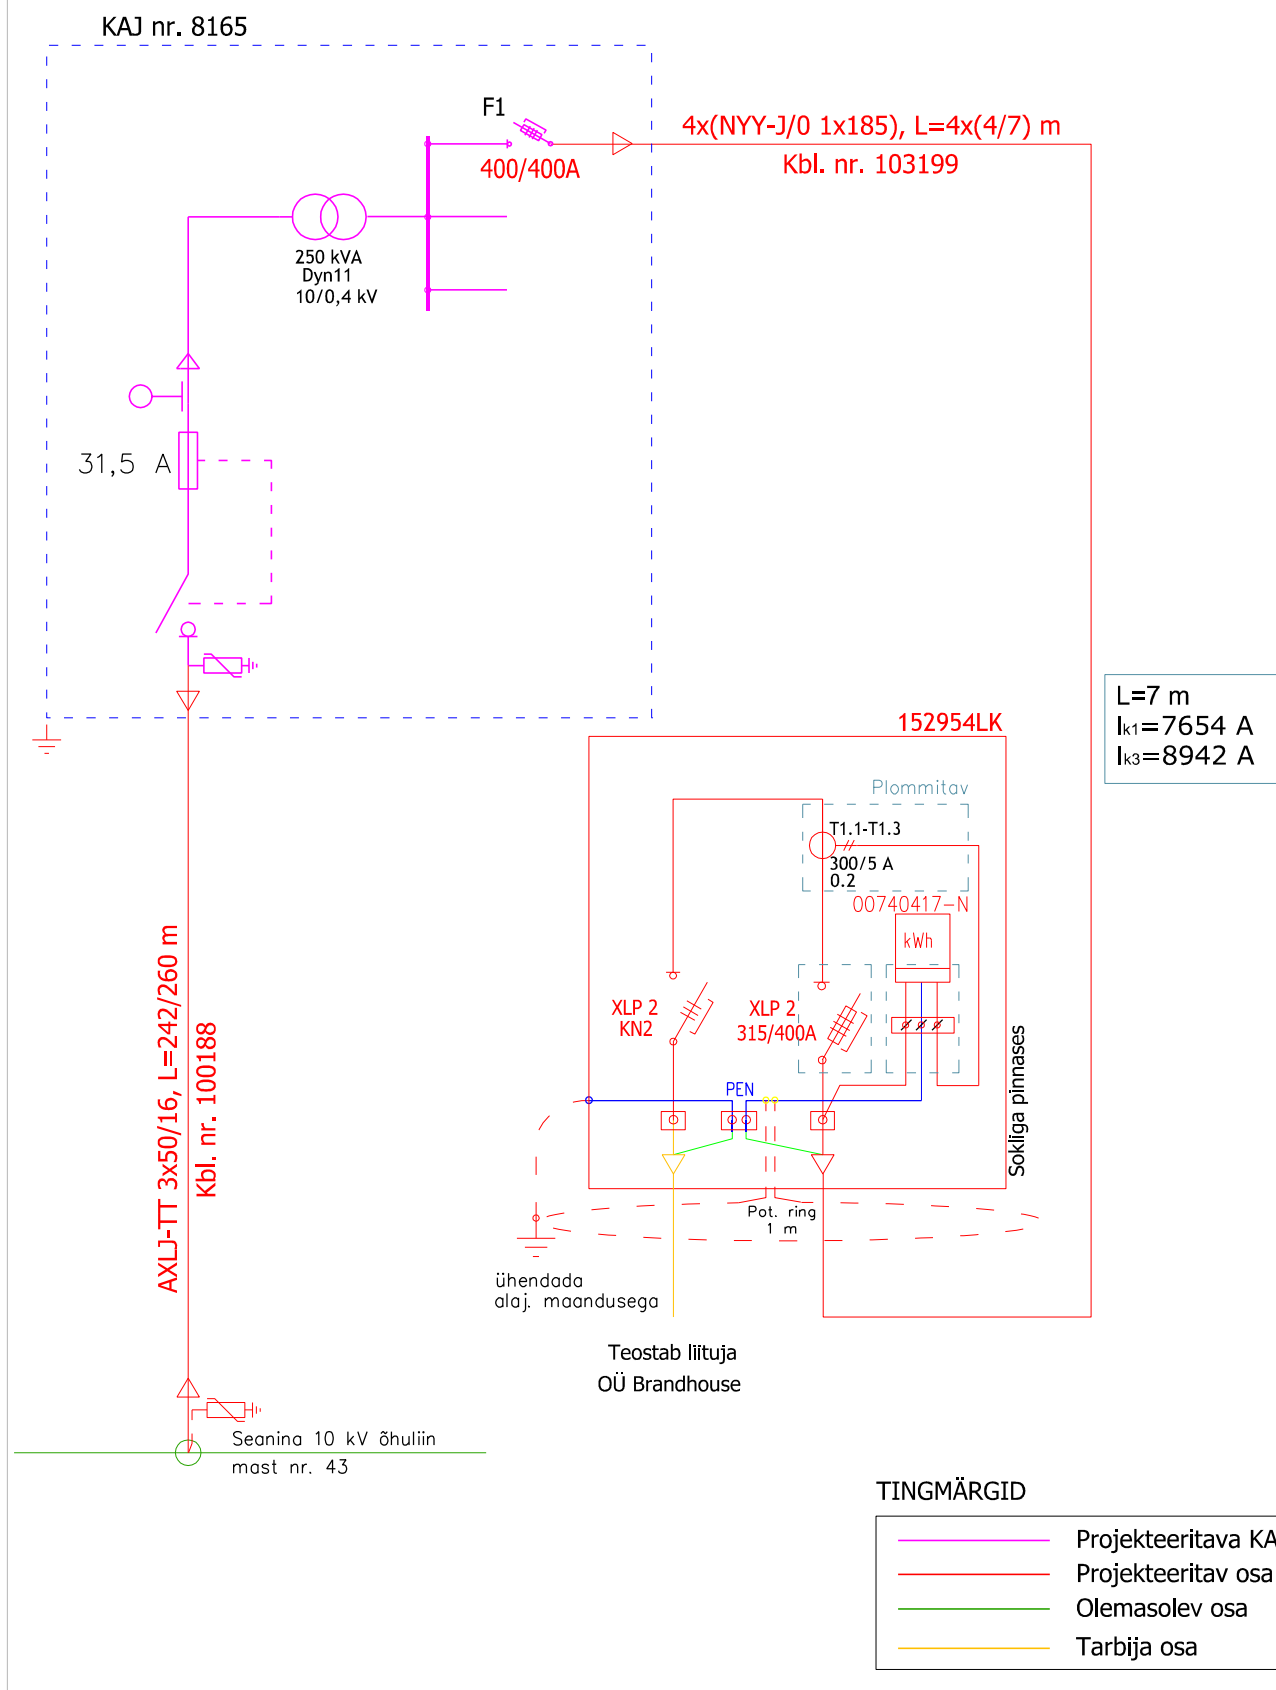 KAJ nr. 8165
F1
400/400A
4x(NYY-J/0 1x185), L=4x(4/7) m
Kbl. nr. 103199
250 kVA
Dyn11
10/0,4 kV
31,5 A
L=7 m
Ik1=7654 A
Ik3=8942 A
152954LK
Plommitav
T1.1-T1.3
300/5 A
0.2
00740417-N
kWh
XLP 2
KN2
XLP 2
315/400A
PEN
Sokliga pinnases
Pot. ring
1 m
AXLJ-TT 3x50/16, L=242/260 m
Kbl. nr. 100188
ühendada
alaj. maandusega
Teostab liituja
OÜ Brandhouse
Seanina 10 kV õhuliin
mast nr. 43
TINGMÄRGID
Projekteeritava KA
Projekteeritav osa
Olemasolev osa
Tarbija osa